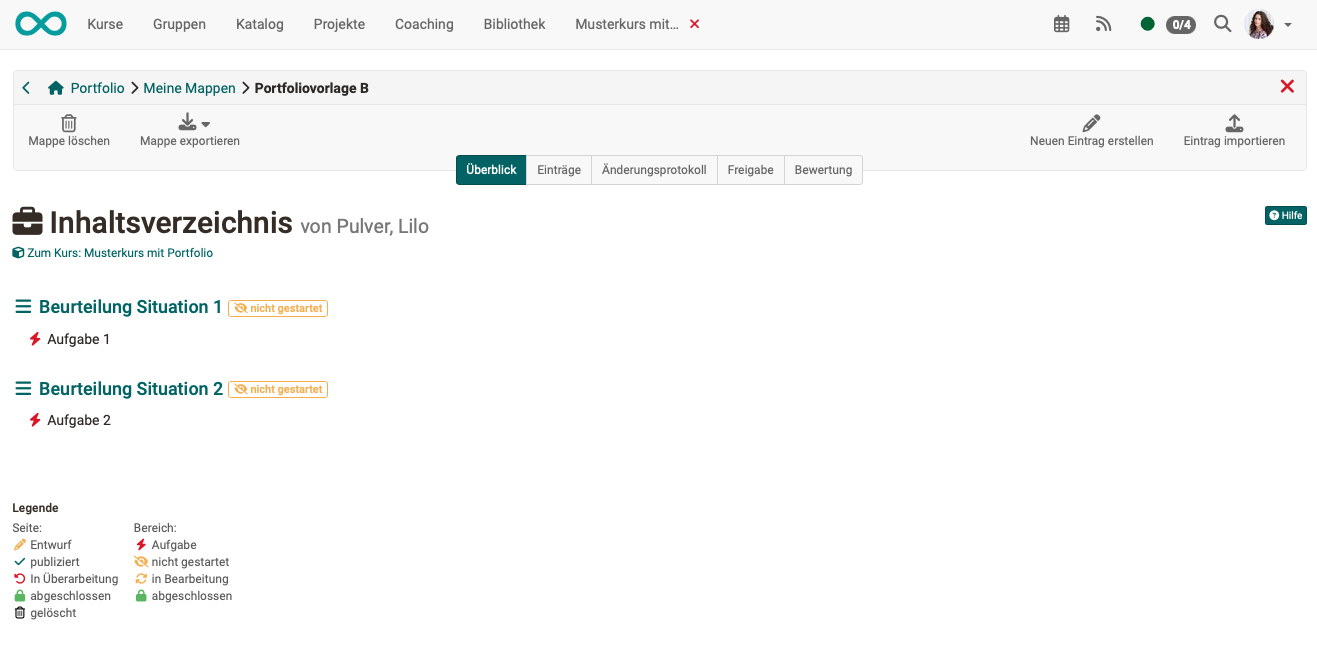 Kurse Gruppen Katalog Projekte Coaching Bibliothek Musterkurs mit... 0/4
Portfolio Meine Mappen Portfoliovorlage B
Mappe löschen Mappe exportieren Neuen Eintrag erstellen Eintrag importieren
Überblick Einträge Änderungsprotokoll Freigabe Bewertung
Inhaltsverzeichnis von Pulver, Lilo Hilfe
Zum Kurs: Musterkurs mit Portfolio
Beurteilung Situation 1 nicht gestartet
Aufgabe 1
Beurteilung Situation 2 nicht gestartet
Aufgabe 2
Legende
Seite: Bereich:
Entwurf Aufgabe
publiziert nicht gestartet
In Überarbeitung in Bearbeitung
abgeschlossen abgeschlossen
gelöscht